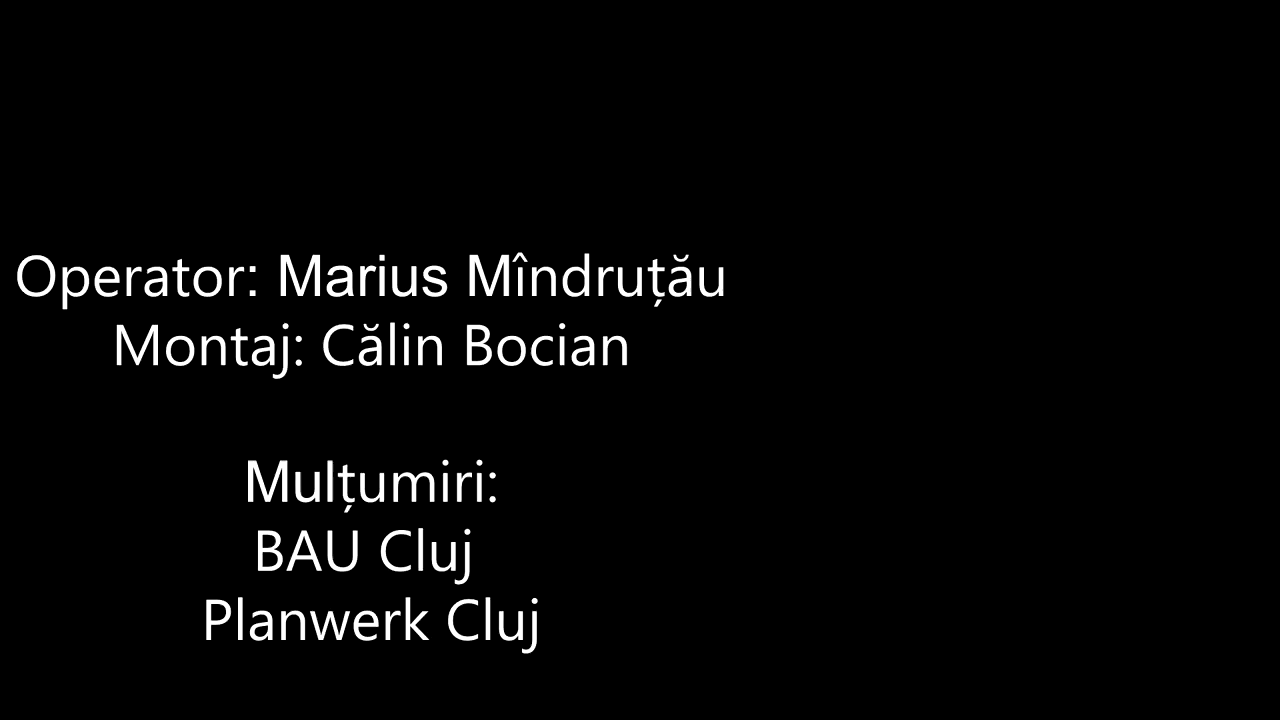 Operator: Marius Mîndruțău
Montaj: Călin Bocian
Mulțumiri:
BAU Cluj
Planwerk Cluj